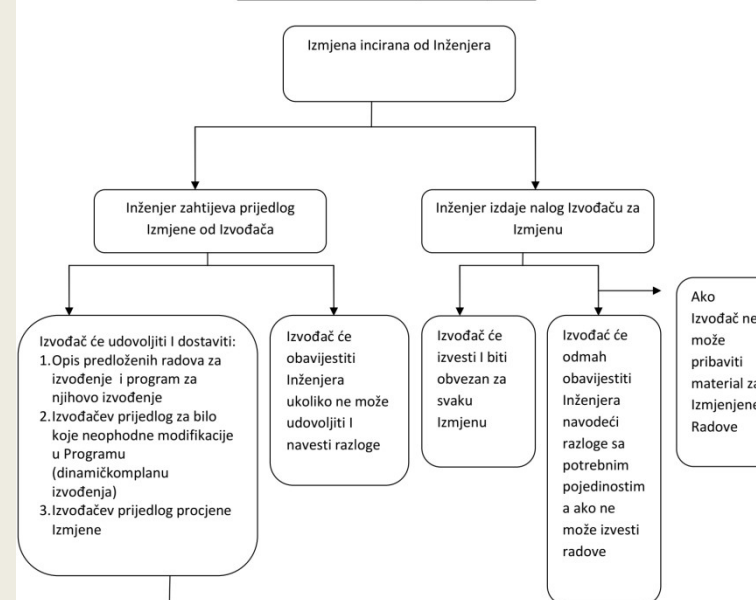 Izmjena incirana od Inženjera
Inženjer zahtijeva prijedlog
Izmjene od Izvođača
Inženjer izdaje nalog Izvođaču za
Izmjenu
Izvođač će udovoljiti I dostaviti:
1.Opis predloženih radova za
izvođenje i program za
njihovo izvođenje
2.Izvođačev prijedlog za bilo
koje neophodne modifikacije
u Programu
(dinamičkomplanu
izvođenja)
3.Izvođačev prijedlog procjene
Izmjene
Izvođač će
obavijestiti
Inženjera
ukoliko ne može
udovoljiti I
navesti razloge
Izvođač će
izvesti I biti
obvezan za
svaku
Izmjenu
Izvođać će
odmah
obavijestiti
Inženjera
navodeći
razloge sa
potrebnim
pojedinostim
a ako ne
može izvesti
radove
Ako
Izvođač ne
može
pribaviti
material za
Izmjenjene
Radove